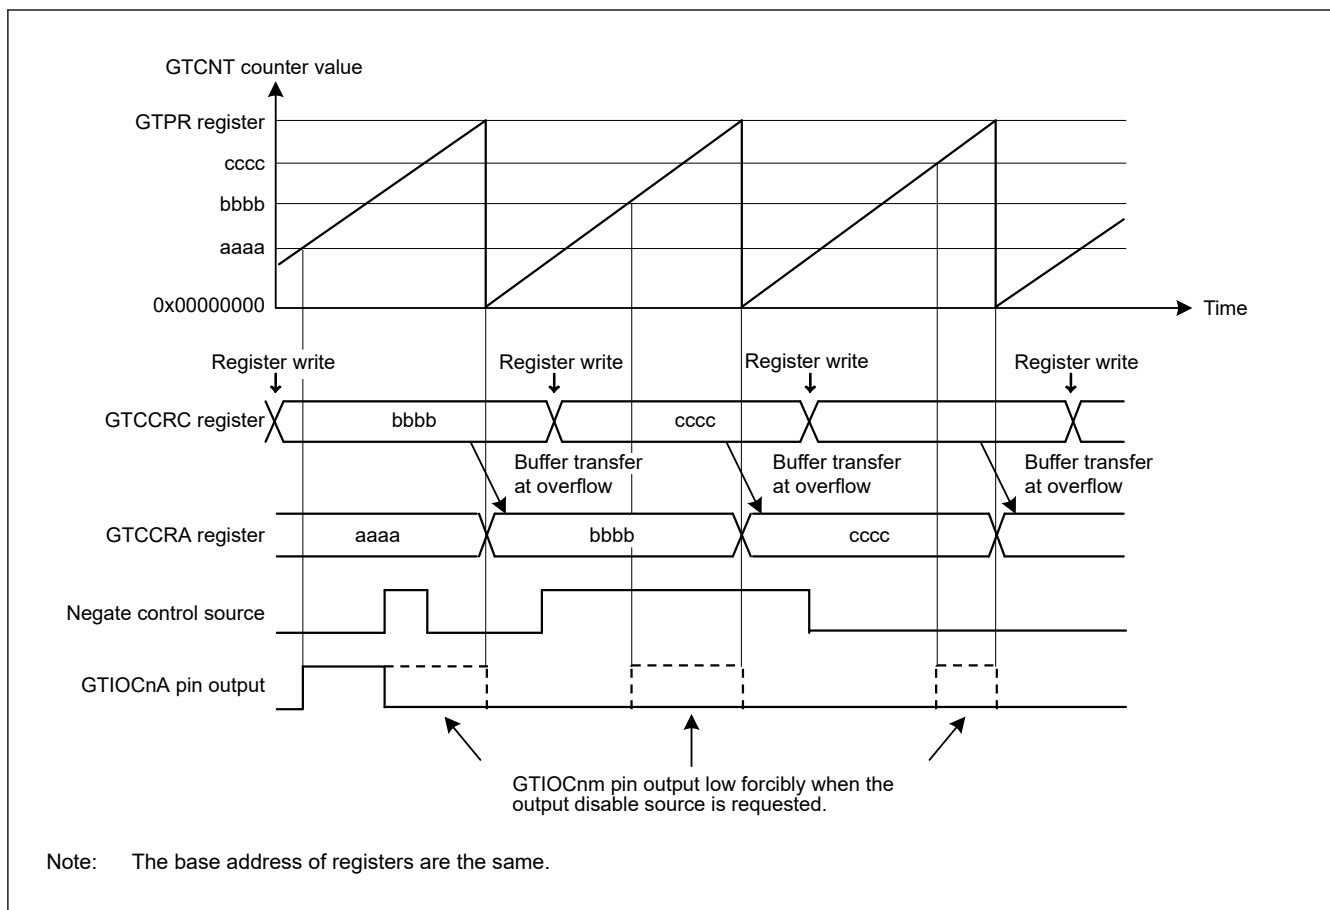 GTCNT counter value
GTPR register
cccc
bbbb
aaaa
0x00000000
Time
Register write
Register write
Register write
Register write
GTCCRC register
bbbb
cccc
Buffer transfer
at overflow
Buffer transfer
at overflow
Buffer transfer
at overflow
GTCCRA register
aaaa
bbbb
cccc
Negate control source
GTIOCnA pin output
GTIOCnm pin output low forcibly when the
output disable source is requested.
Note: The base address of registers are the same.